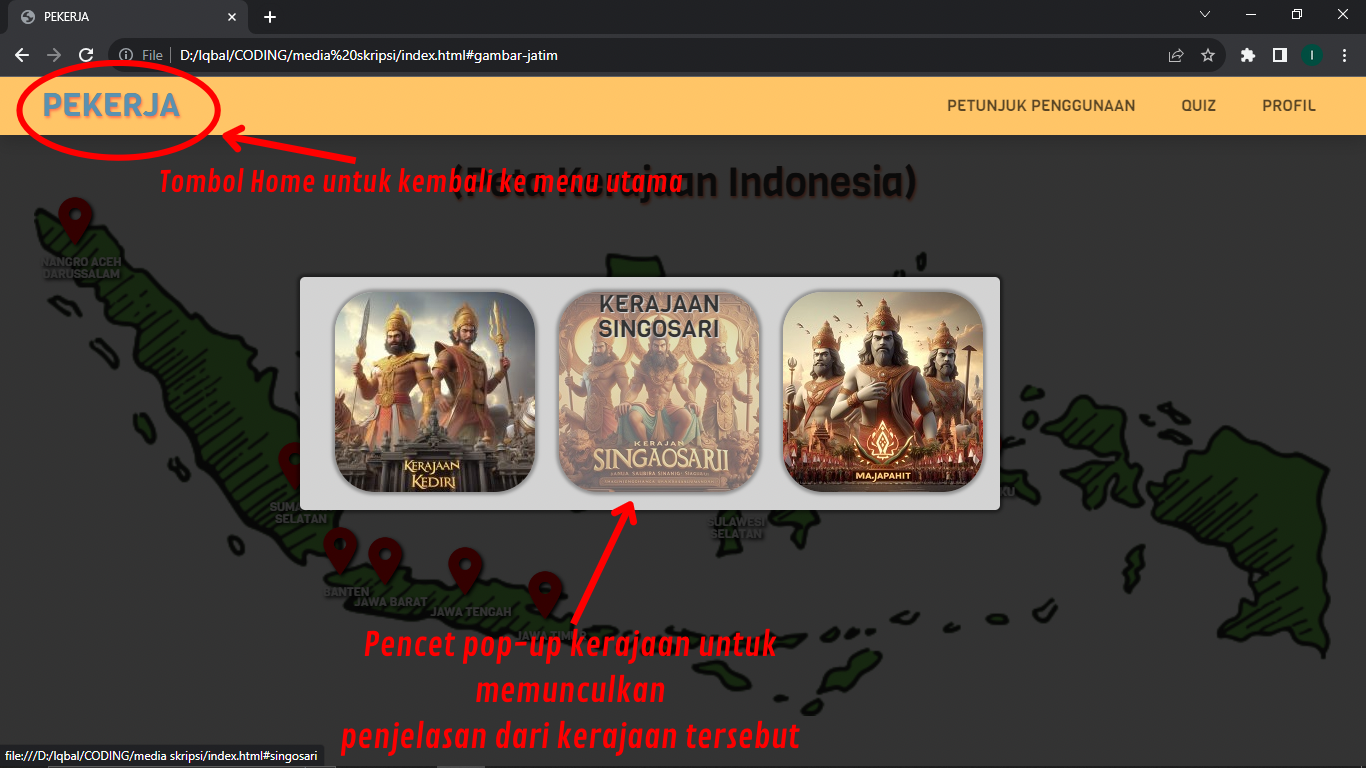 PEKERJA
File
D:/Iqbal/CODING/media%20skripsi/index.html#gambar-jatim
I
PEKERJA
PETUNJUK PENGGUNAAN
QUIZ
PROFIL
(Peta Kerajaan Indonesia)
Tombol Home untuk kembali ke menu utama
NANGRO ACEH
DARUSSALAM
KERAJAAN
SINGOSARI
KERAJAAN
KEDIRI
KERAJAN
SINGAOSARJI
MAJAPAHIT
SELATAN
SULAWESI
SELATAN
BANTEN
JAWA BARAT
JAWA TENGAH
JAWA TIMUR
Pencet pop-up kerajaan untuk
memunculkan
penjelasan dari kerajaan tersebut
file:///D:/Iqbal/CODING/media skripsi/index.html#singosari